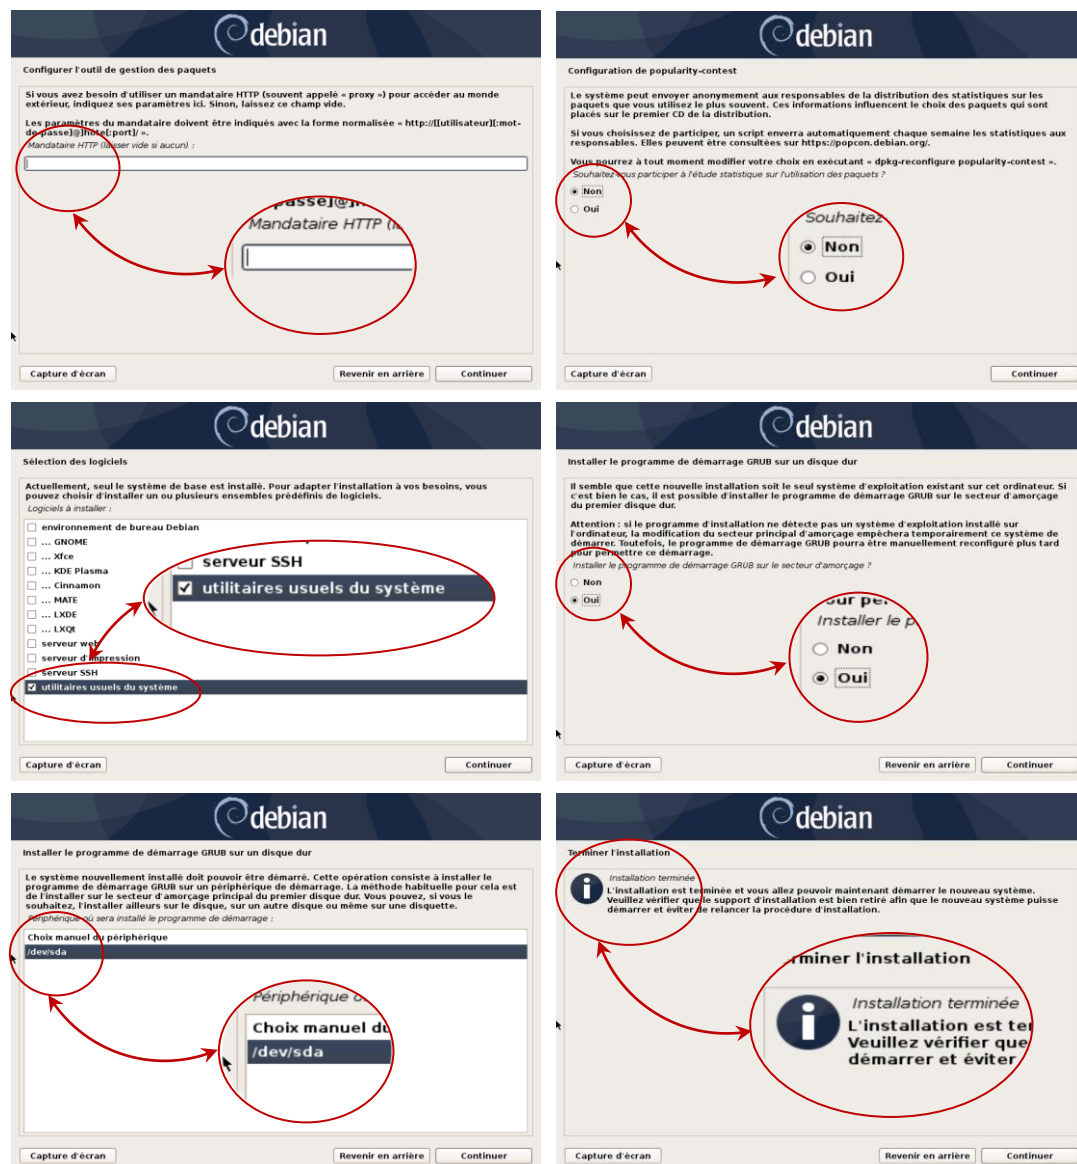 debian
Configurer l'outil de gestion des paquets
Si vous avez besoin d'utiliser un mandataire HTTP (souvent appelé « proxy ») pour accéder au monde
extérieur, indiquez ses paramètres ici. Sinon, laissez ce champ vide.
Les paramètres du mandataire doivent être indiqués avec la forme normalisée « http://[[utilisateur][:mot-
de-passe]@]hôte[:port]/ ».
Mandataire HTTP (laisser vide si aucun) :
passe]@]h
Mandataire HTTP (l
Capture d'écran
Revenir en arrière
Continuer
debian
Configuration de popularity-contest
Le système peut envoyer anonymement aux responsables de la distribution des statistiques sur les
paquets que vous utilisez le plus souvent. Ces informations influencent le choix des paquets qui sont
placés sur le premier CD de la distribution.
Si vous choisissez de participer, un script enverra automatiquement chaque semaine les statistiques aux
responsables. Elles peuvent être consultées sur https://popcon.debian.org/.
Vous pourrez à tout moment modifier votre choix en exécutant « dpkg-reconfigure popularity-contest ».
Souhaitez-vous participer à l'étude statistique sur l'utilisation des paquets ?
Non
Oui
Souhaitez-
Non
Oui
Capture d'écran
Continuer
debian
Sélection des logiciels
Actuellement, seul le système de base est installé. Pour adapter l'installation à vos besoins, vous
pouvez choisir d'installer un ou plusieurs ensembles prédéfinis de logiciels.
Logiciels à installer :
environnement de bureau Debian
... GNOME
... Xfce
... KDE Plasma
... Cinnamon
... MATE
... LXDE
... LXQt
serveur web
serveur d'impression
serveur SSH
utilitaires usuels du système
serveur SSH
utilitaires usuels du système
Capture d'écran
Continuer
debian
Installer le programme de démarrage GRUB sur un disque dur
Il semble que cette nouvelle installation soit le seul système d'exploitation existant sur cet ordinateur. Si
c'est bien le cas, il est possible d'installer le programme de démarrage GRUB sur le secteur d'amorçage
du premier disque dur.
Attention : si le programme d'installation ne détecte pas un système d'exploitation installé sur
l'ordinateur, la modification du secteur principal d'amorçage empêchera temporairement ce système de
démarrer. Toutefois, le programme de démarrage GRUB pourra être manuellement reconfiguré plus tard
pour permettre ce démarrage.
Installer le programme de démarrage GRUB sur le secteur d'amorçage ?
Non
Oui
our per
Installer le p
Non
Oui
Capture d'écran
Revenir en arrière
Continuer
debian
Installer le programme de démarrage GRUB sur un disque dur
Le système nouvellement installé doit pouvoir être démarré. Cette opération consiste à installer le
programme de démarrage GRUB sur un périphérique de démarrage. La méthode habituelle pour cela est
de l'installer sur le secteur d'amorçage principal du premier disque dur. Vous pouvez, si vous le
souhaitez, l'installer ailleurs sur le disque, sur un autre disque ou même sur une disquette.
Périphérique où sera installé le programme de démarrage :
Choix manuel du périphérique
/dev/sda
Périphérique o
Choix manuel du
/dev/sda
Capture d'écran
Revenir en arrière
Continuer
debian
Terminer l'installation
Installation terminée
L'installation est terminée et vous allez pouvoir maintenant démarrer le nouveau système.
Veuillez vérifier que le support d'installation est bien retiré afin que le nouveau système puisse
démarrer et éviter de relancer la procédure d'installation.
rminer l'installation
Installation terminée
L'installation est ter
Veuillez vérifier que
démarrer et éviter
Capture d'écran
Revenir en arrière
Continuer